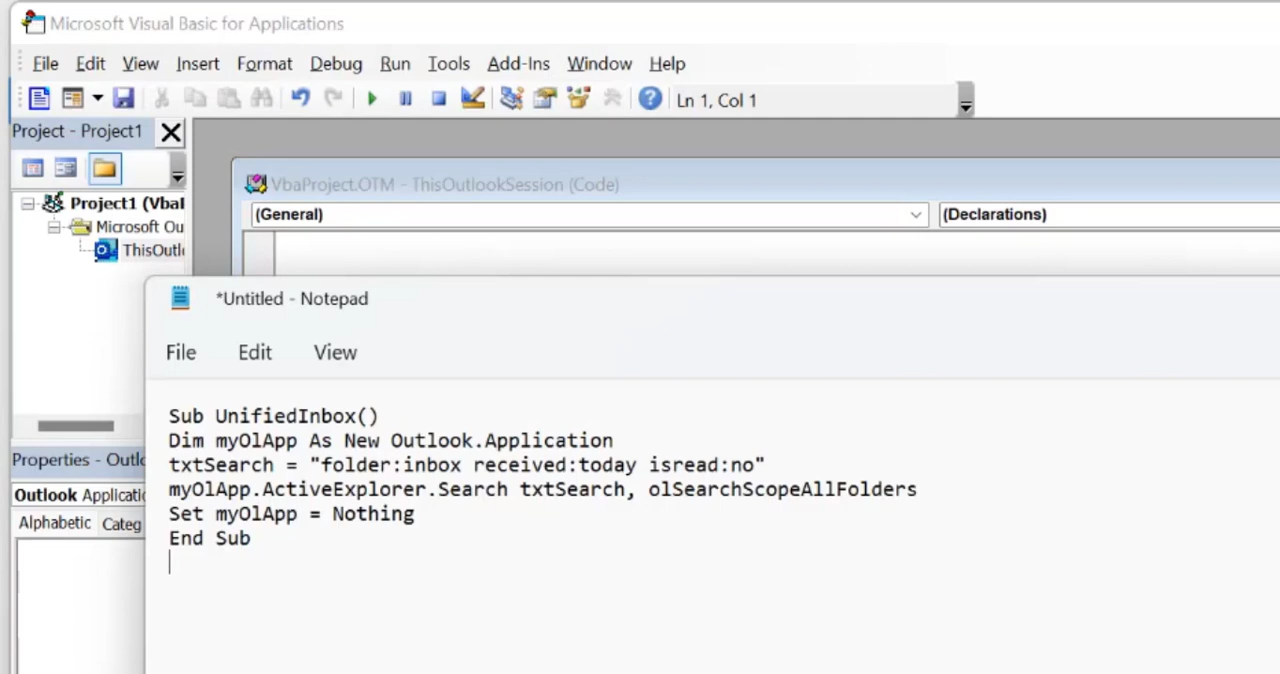 Microsoft Visual Basic for Applications
File Edit View Insert Format Debug Run Tools Add-Ins Window Help
Ln 1, Col 1
Project - Project1
VbaProject.OTM - ThisOutlookSession (Code)
Project1 (Vbal
(General) (Declarations)
Microsoft Ou
ThisOutl
*Untitled - Notepad
File Edit View
Sub UnifiedInbox()
Dim myOlApp As New Outlook.Application
txtSearch = "folder:inbox received:today isread:no"
myOlApp.ActiveExplorer.Search txtSearch, olSearchScopeAllFolders
Set myOlApp = Nothing
End Sub
Properties - Outlo
Outlook Applicatio
Alphabetic Categ